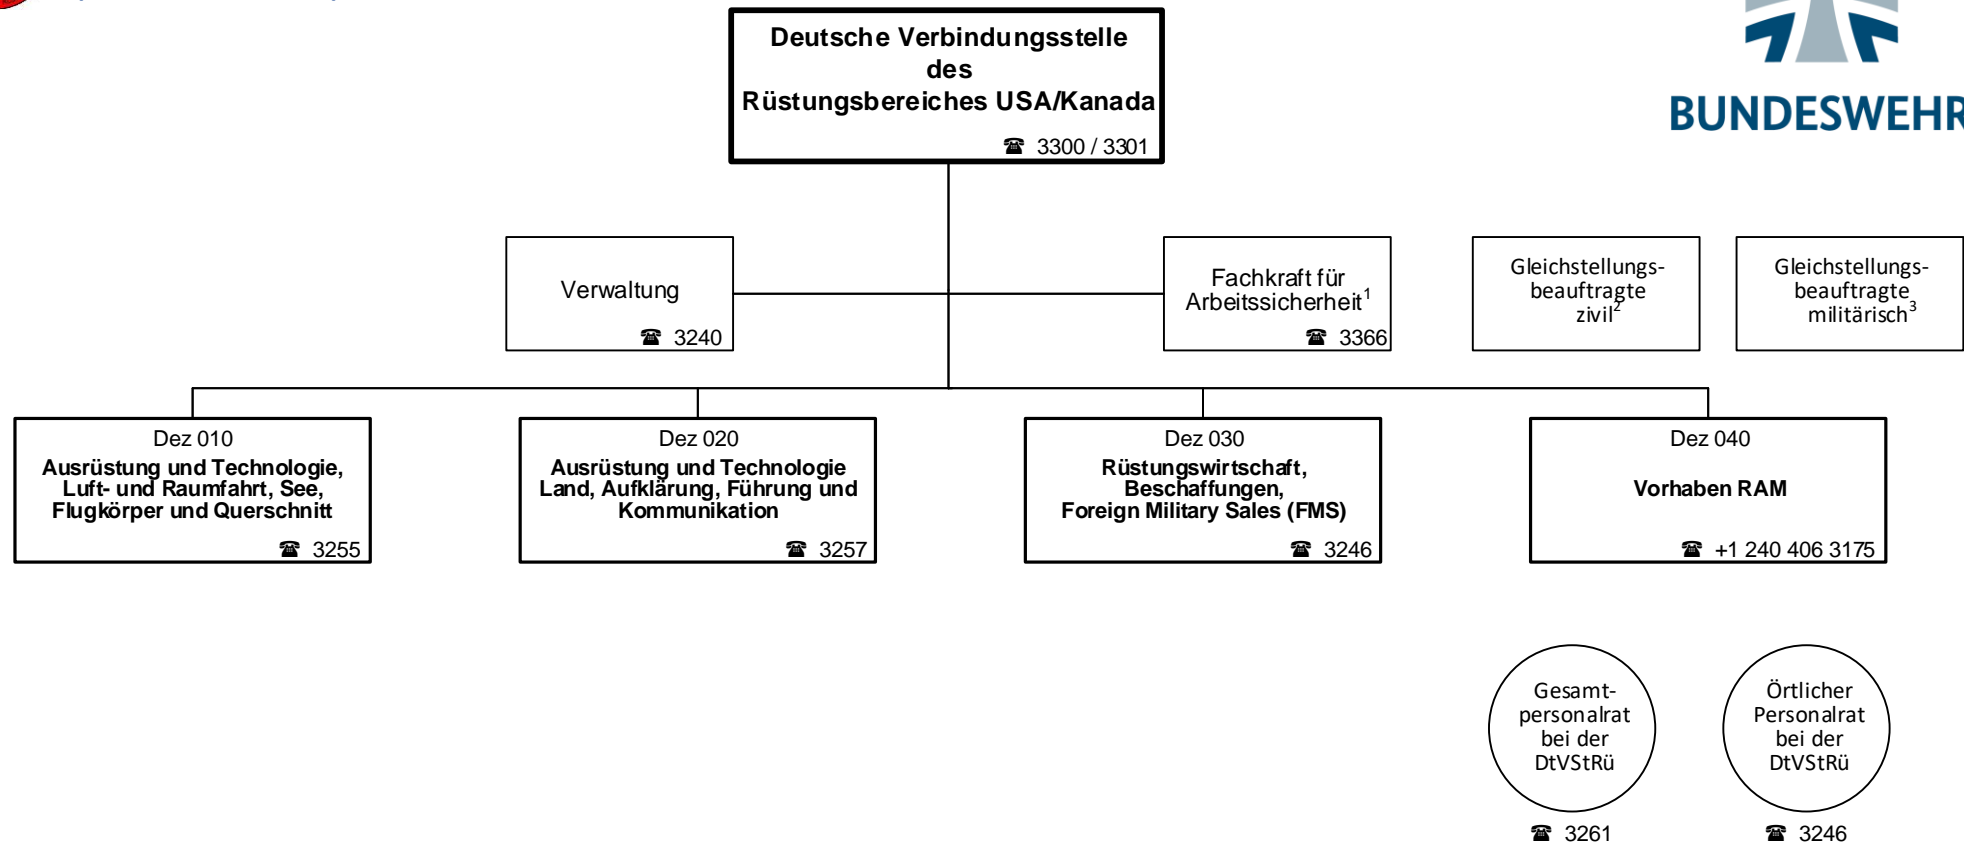 Deutsche Verbindungsstelle
des
Rüstungsbereiches USA/Kanada
☎ 3300 / 3301
BUNDESWEHR
Verwaltung
☎ 3240
Fachkraft für
Arbeitssicherheit¹
☎ 3366
Gleichstellungs-
beauftragte
zivil²
Gleichstellungs-
beauftragte
militärisch³
Dez 010
Ausrüstung und Technologie,
Luft- und Raumfahrt, See,
Flugkörper und Querschnitt
☎ 3255
Dez 020
Ausrüstung und Technologie
Land, Aufklärung, Führung und
Kommunikation
☎ 3257
Dez 030
Rüstungswirtschaft,
Beschaffungen,
Foreign Military Sales (FMS)
☎ 3246
Dez 040
Vorhaben RAM
☎ +1 240 406 3175
Gesamt-
personalrat
bei der
DtVStRü
☎ 3261
Örtlicher
Personalrat
bei der
DtVStRü
☎ 3246